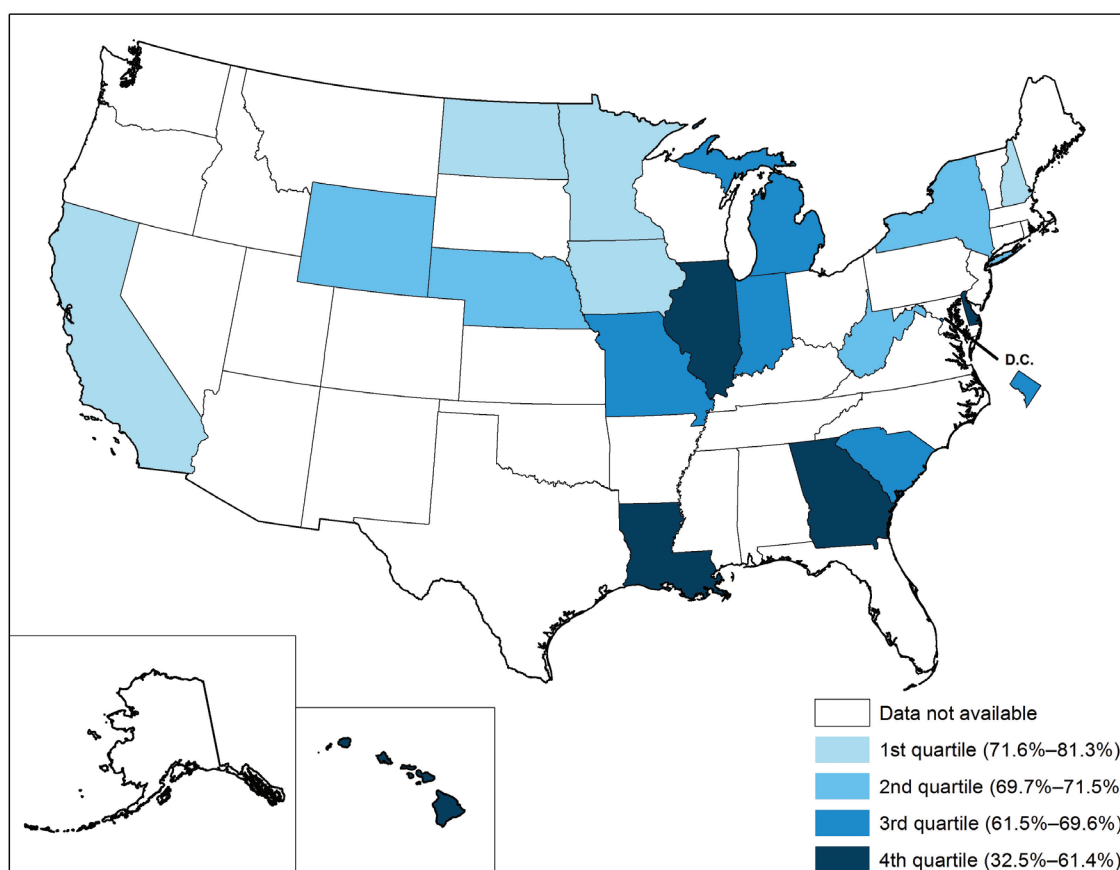 D.C.
Data not available
1st quartile (71.6%–81.3%)
2nd quartile (69.7%–71.5%
3rd quartile (61.5%–69.6%)
4th quartile (32.5%–61.4%)